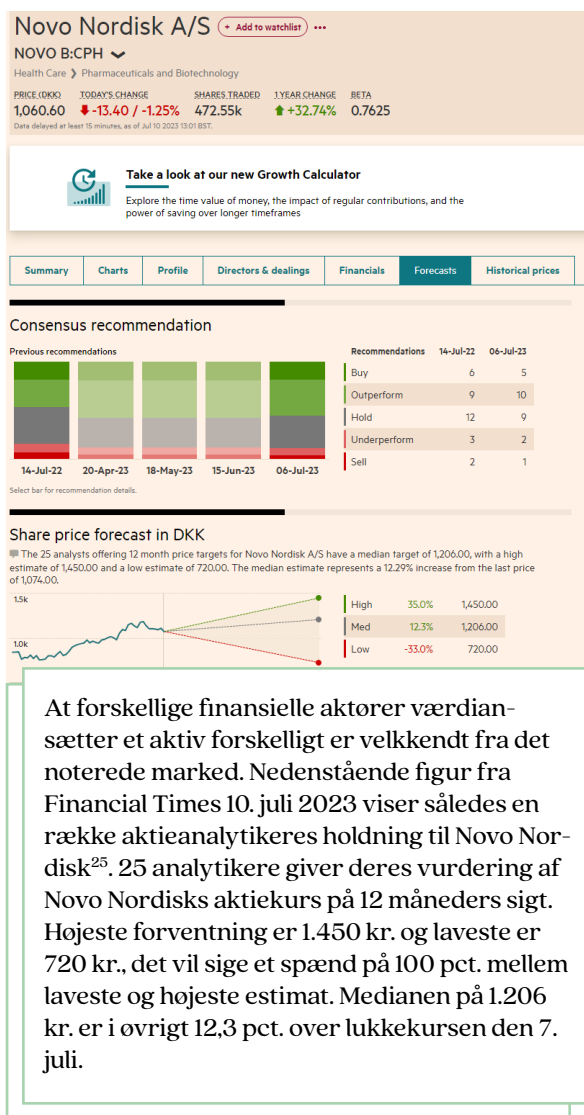 Novo Nordisk A/S + Add to watchlist •••
NOVO B:CPH
Health Care ❯ Pharmaceuticals and Biotechnology
PRICE (DKK) TODAY'S CHANGE SHARES TRADED 1 YEAR CHANGE BETA
1,060.60 -13.40 / -1.25% 472.55k +32.74% 0.7625
Data delayed at least 15 minutes, as of Jul 10 2023 13:01 BST.
Take a look at our new Growth Calculator
Explore the time value of money, the impact of regular contributions, and the
power of saving over longer timeframes
Summary Charts Profile Directors & dealings Financials Forecasts Historical prices
Consensus recommendation
Previous recommendations
14-Jul-22 20-Apr-23 18-May-23 15-Jun-23 06-Jul-23
Select bar for recommendation details.
Recommendations 14-Jul-22 06-Jul-23
Buy 6 5
Outperform 9 10
Hold 12 9
Underperform 3 2
Sell 2 1
Share price forecast in DKK
The 25 analysts offering 12 month price targets for Novo Nordisk A/S have a median target of 1,206.00, with a high
estimate of 1,450.00 and a low estimate of 720.00. The median estimate represents a 12.29% increase from the last price
of 1,074.00.
1.5k
1.0k
High 35.0% 1,450.00
Med 12.3% 1,206.00
Low -33.0% 720.00
At forskellige finansielle aktører værdian-
sætter et aktiv forskelligt er velkkendt fra det
noterede marked. Nedenstående figur fra
Financial Times 10. juli 2023 viser således en
række aktieanalytikeres holdning til Novo Nor-
disk²⁵. 25 analytikere giver deres vurdering af
Novo Nordisks aktiekurs på 12 måneders sigt.
Højeste forventning er 1.450 kr. og laveste er
720 kr., det vil sige et spænd på 100 pct. mellem
laveste og højeste estimat. Medianen på 1.206
kr. er i øvrigt 12,3 pct. over lukkekursen den 7.
juli.